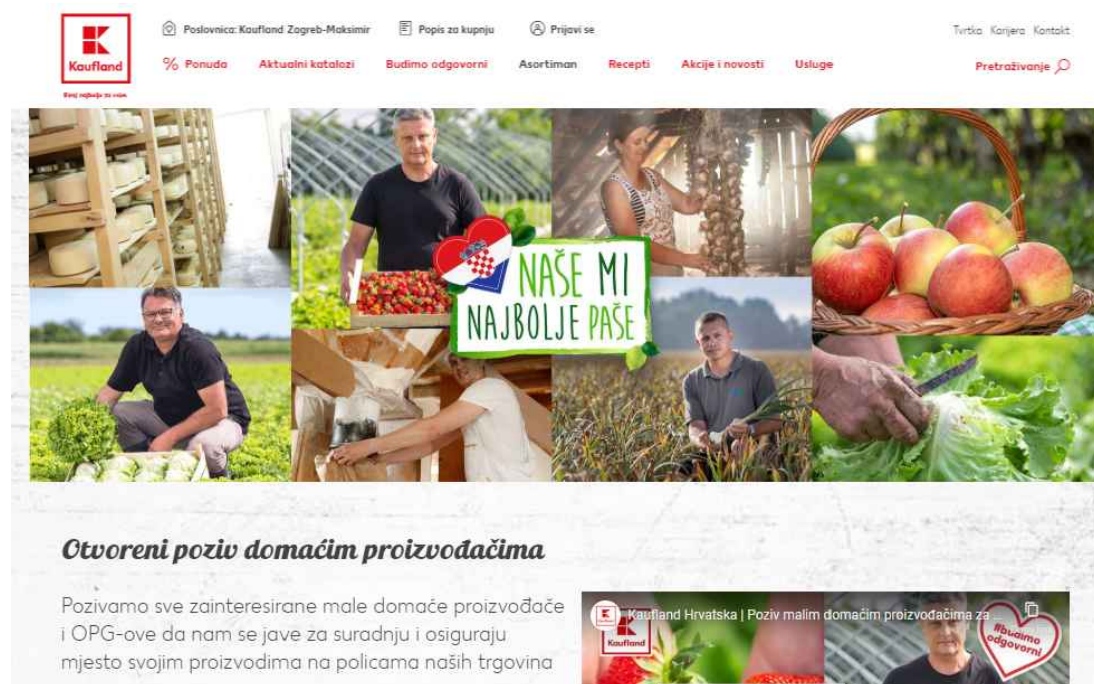 Kaufland
Poslovnica: Kaufland Zagreb-Maksimir
Popis za kupnju
Prijavi se
Tvrtka Karijera Kontakt
% Ponuda
Aktualni katalozi
Budimo odgovorni
Asortiman
Recepti
Akcije i novosti
Usluge
Pretraživanje
NAŠE MI
NAJBOLJE PAŠE
Otvoreni poziv domaćim proizvođačima
Pozivamo sve zainteresirane male domaće proizvođače
i OPG-ove da nam se jave za suradnju i osiguraju
mjesto svojim proizvodima na policama naših trgovina
Kaufland Hrvatska | Poziv malim domaćim proizvođačima za
Kaufland
#budimo
odgovorni